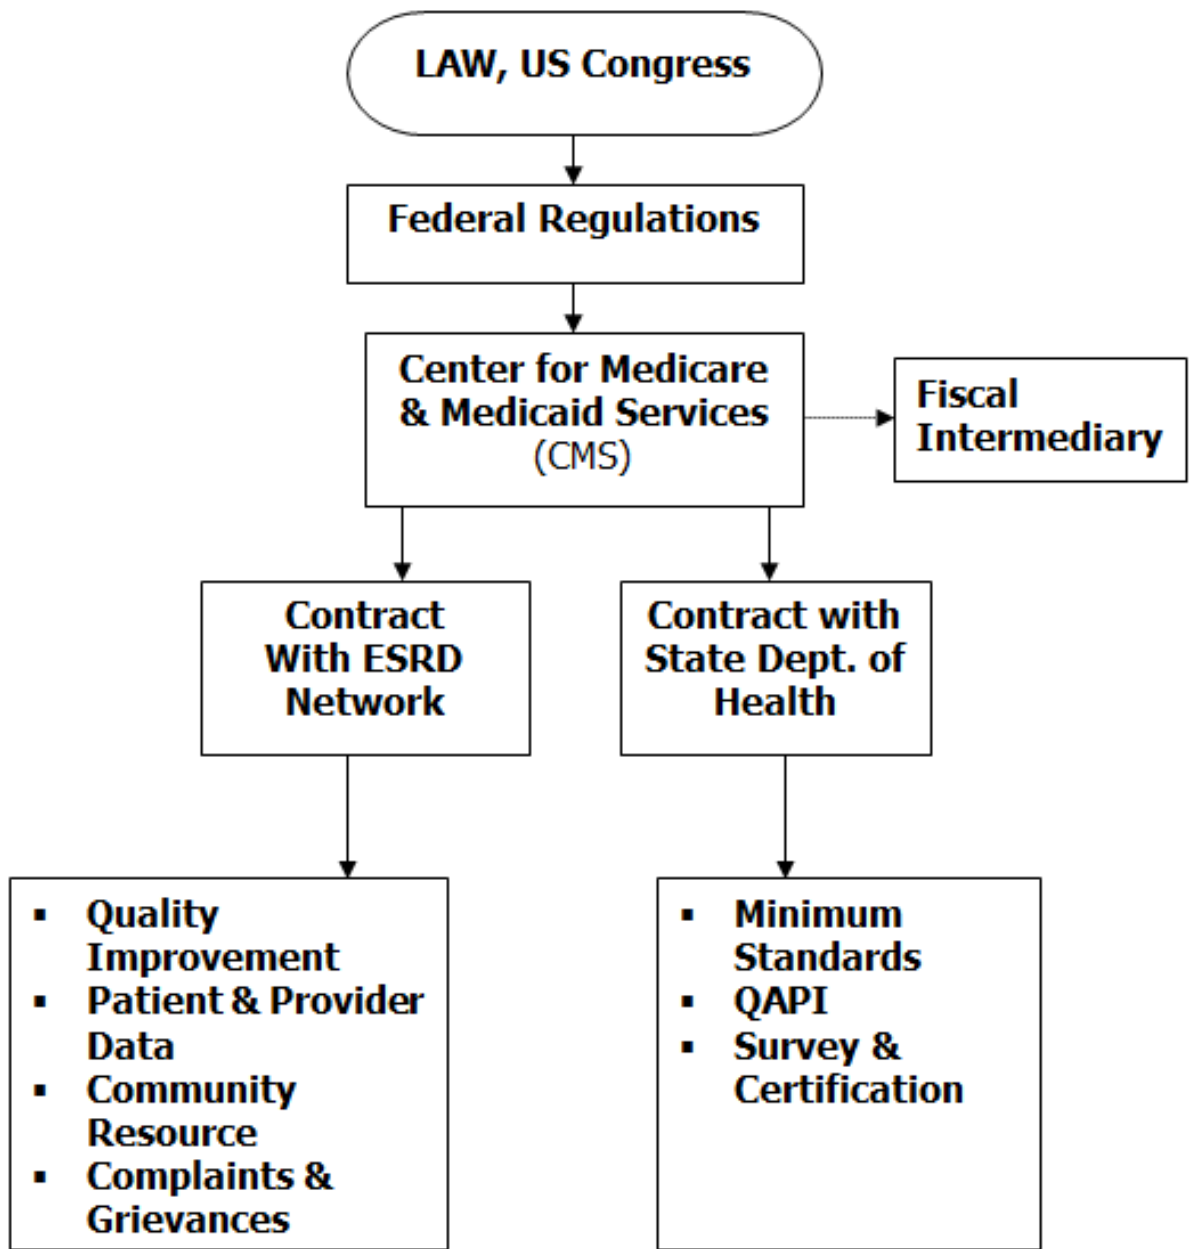 LAW, US Congress
Federal Regulations
Center for Medicare
& Medicaid Services
(CMS)
Fiscal
Intermediary
Contract
With ESRD
Network
Contract with
State Dept. of
Health
▪ Quality
Improvement
▪ Patient & Provider
Data
▪ Community
Resource
▪ Complaints &
Grievances
▪ Minimum
Standards
▪ QAPI
▪ Survey &
Certification